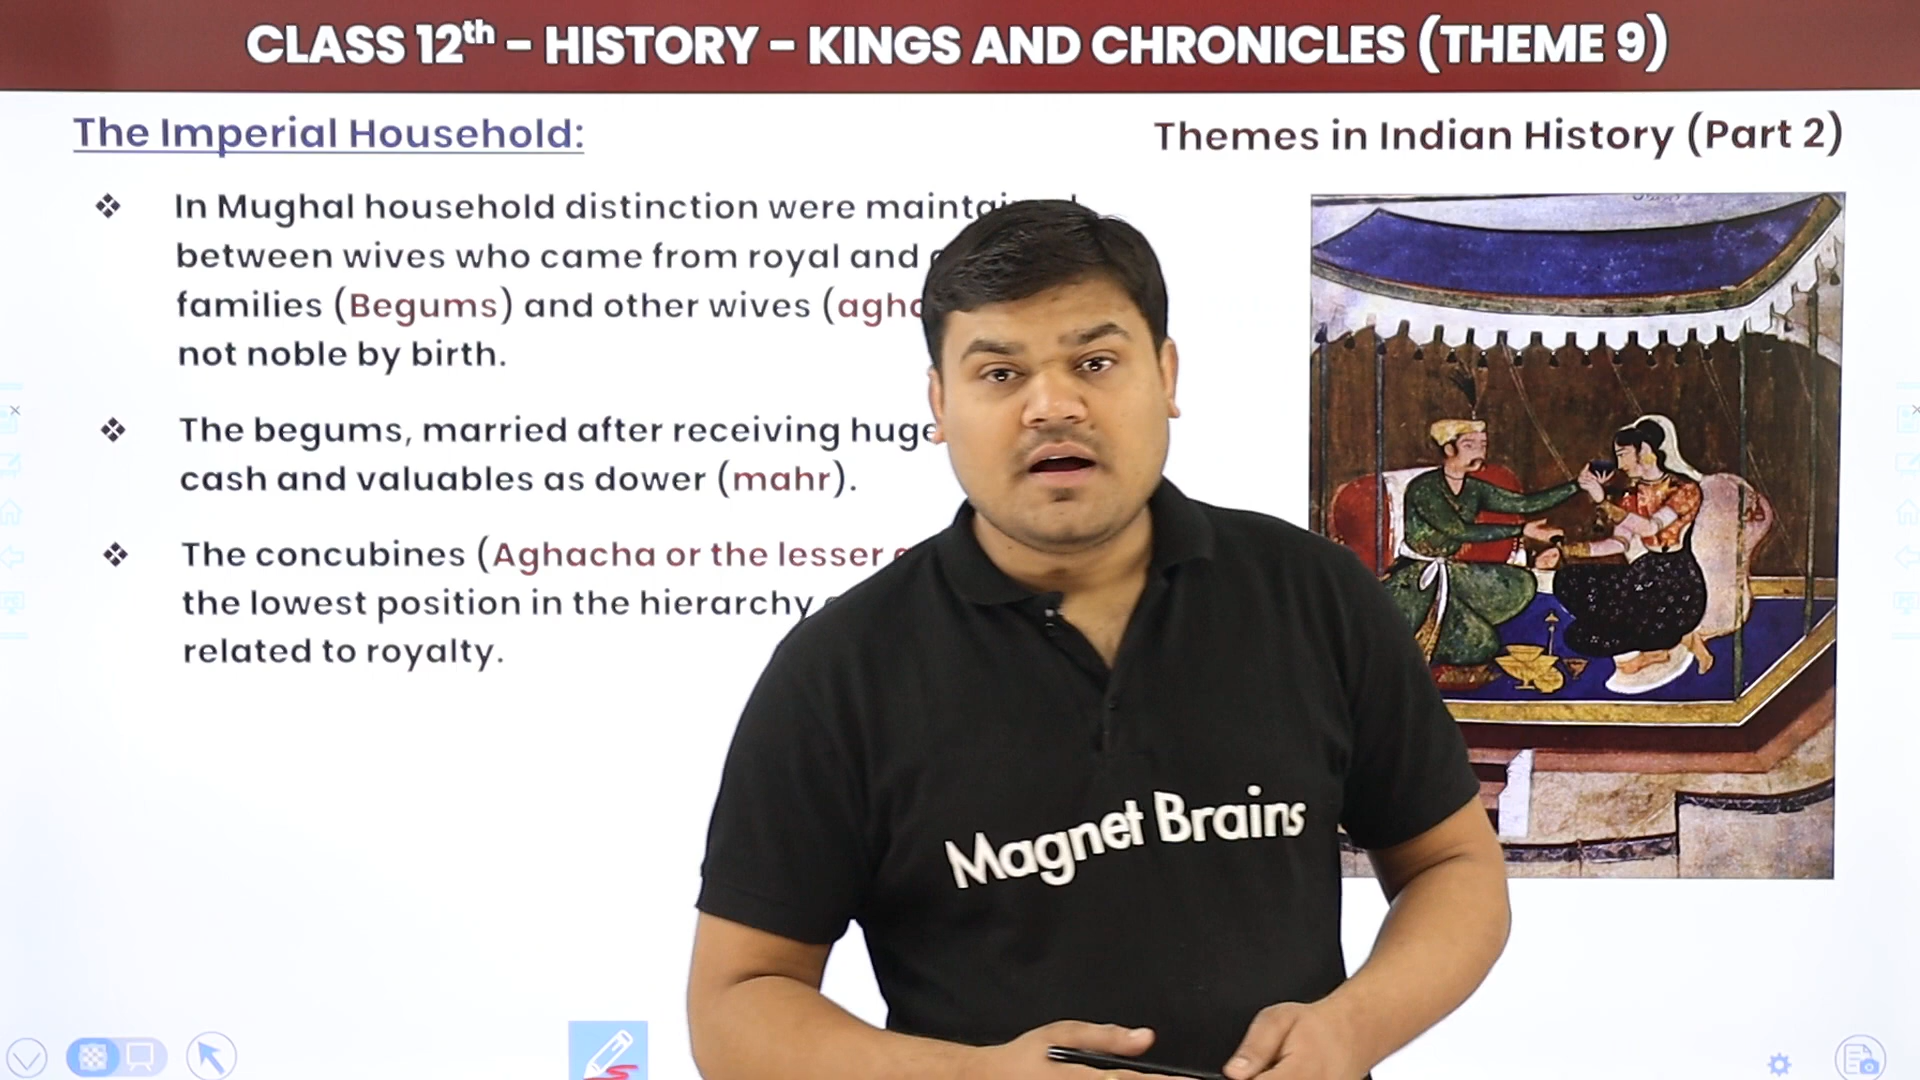 CLASS 12th - HISTORY - KINGS AND CHRONICLES (THEME 9)
The Imperial Household:
Themes in Indian History (Part 2)
❖ In Mughal household distinction were
between wives who came from royal and
families (Begums) and other wives
not noble by birth.
❖ The begums, married after receiving huge
cash and valuables as dower (mahr).
❖ The concubines (Aghacha or the lesser
the lowest position in the hierarchy
related to royalty.
Magnet Brains